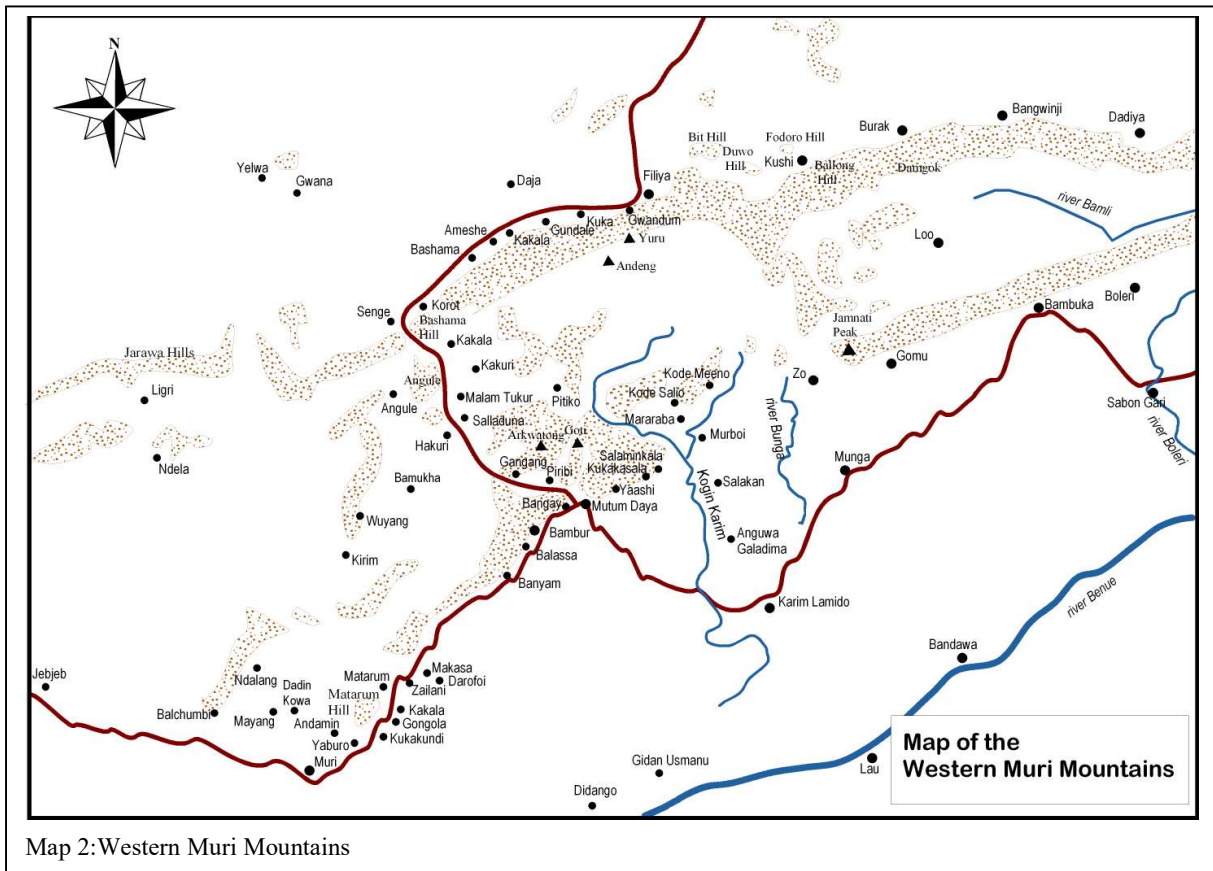 N
Bangwinji
Dadiya
Burak
Bit Hill
Fodoro Hill
Duwo
Hill
Kushi
Ballong
Hill
Dangok
Yelwa
Gwana
Daja
Filiya
river Bamli
Kuka
Gwandum
Gundale
Ameshe
Kakala
Yuru
Loo
Bashama
Andeng
Boleri
Korot
Bambuka
Senge
Bashama
Hill
Jamnati
Peak
Jarawa Hills
Kakala
Gomu
Kode Meeno
Zo
Kakuri
Angule
Ligri
Angule
Pitiko
Kode Salio
Sabon Gari
Malam Tukur
Mararaba
Salladuna
river Bunga
Gou
Arkwatong
Murboi
Hakuri
river Boleri
Ndela
Salaminkala
Munga
Gangang
Piribi
Kukakasala
Bamukha
Yaashi
Salakan
Kogin Karim
Bangay
Mutum Daya
Wuyang
Bambur
Anguwa
Galadima
Balassa
Kirim
Banyam
river Benue
Karim Lamido
Bandawa
Ndalang
Makasa
Jebjeb
Matarum
Darofoi
Zailani
Dadin
Kowa
Matarum
Hill
Balchumbi
Mayang
Kakala
Andamin
Gongola
Kukakundi
Yaburo
Muri
Map of the
Western Muri Mountains
Gidan Usmanu
Lau
Didango
Map 2:Western Muri Mountains